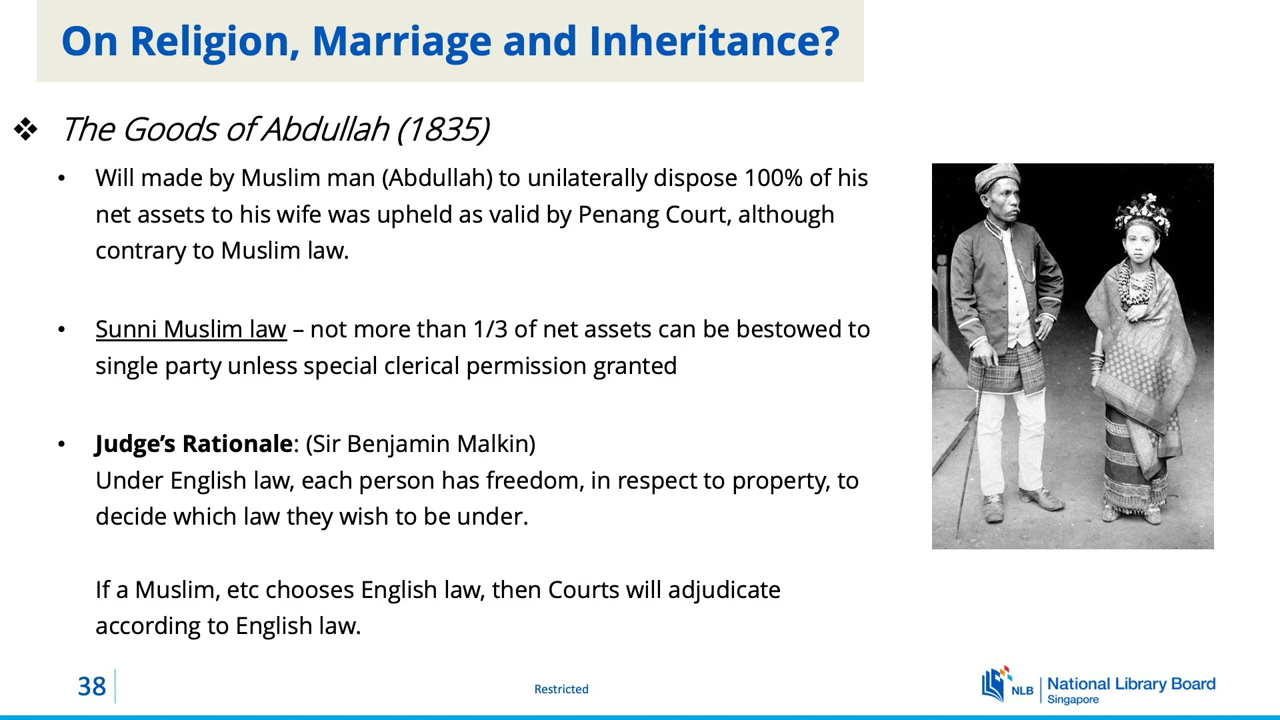 On Religion, Marriage and Inheritance?
❖ The Goods of Abdullah (1835)
• Will made by Muslim man (Abdullah) to unilaterally dispose 100% of his
net assets to his wife was upheld as valid by Penang Court, although
contrary to Muslim law.
• Sunni Muslim law – not more than 1/3 of net assets can be bestowed to
single party unless special clerical permission granted
• Judge’s Rationale: (Sir Benjamin Malkin)
Under English law, each person has freedom, in respect to property, to
decide which law they wish to be under.
If a Muslim, etc chooses English law, then Courts will adjudicate
according to English law.
38
Restricted
NLB National Library Board
Singapore